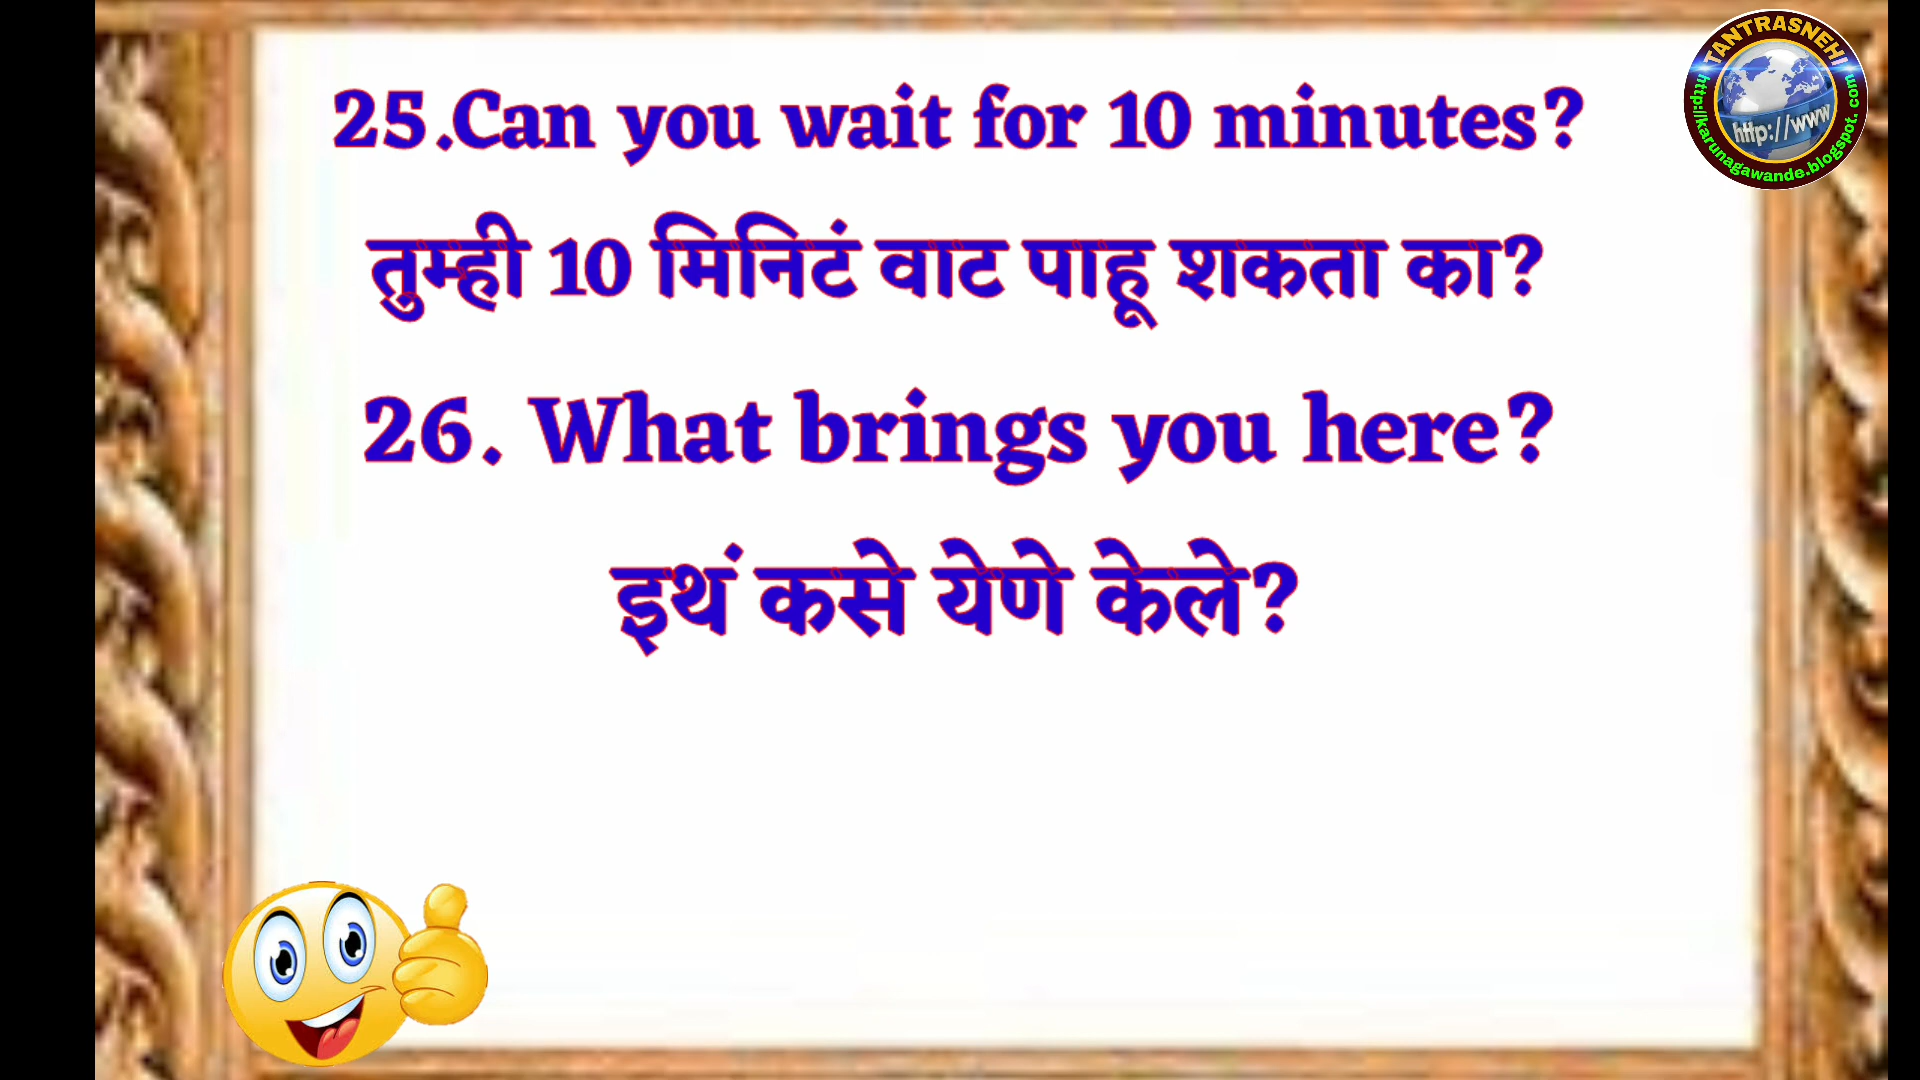 25.Can you wait for 10 minutes?
तुम्ही 10 मिनिटं वाट पाहू शकता का?
26. What brings you here?
इथं कसे येणे केले?
TANTRASNEHI
http://www
http://karunagawande.blogspot. com